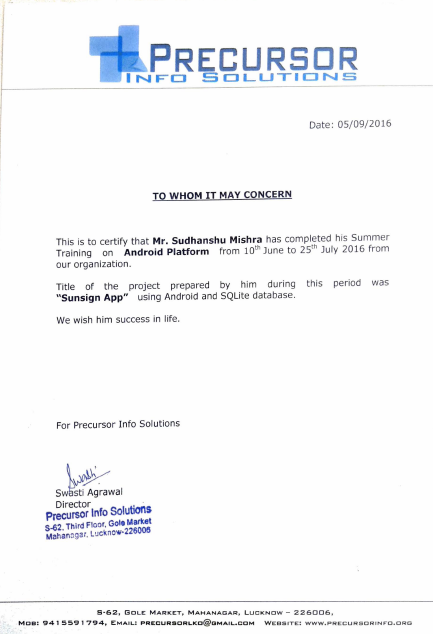 PRECURSOR
INFO SOLUTIONS
Date: 05/09/2016
TO WHOM IT MAY CONCERN
This is to certify that Mr. Sudhanshu Mishra has completed his Summer
Training on Android Platform from 10th June to 25th July 2016 from
our organization.
Title of the project prepared by him during this period was
"Sunsign App" using Android and SQLite database.
We wish him success in life.
For Precursor Info Solutions
Swasti
Swasti Agrawal
Director
Precursor Info Solutions
S-62, Third Floor, Gole Market
Mahanagar, Lucknow-226006
S-62, GOLE MARKET, MAHANAGAR, LUCKNOW – 226006,
MOB: 9415591794, EMAIL: PRECURSORLKO@GMAIL.COM WEBSITE: WWW.PRECURSORINFO.ORG